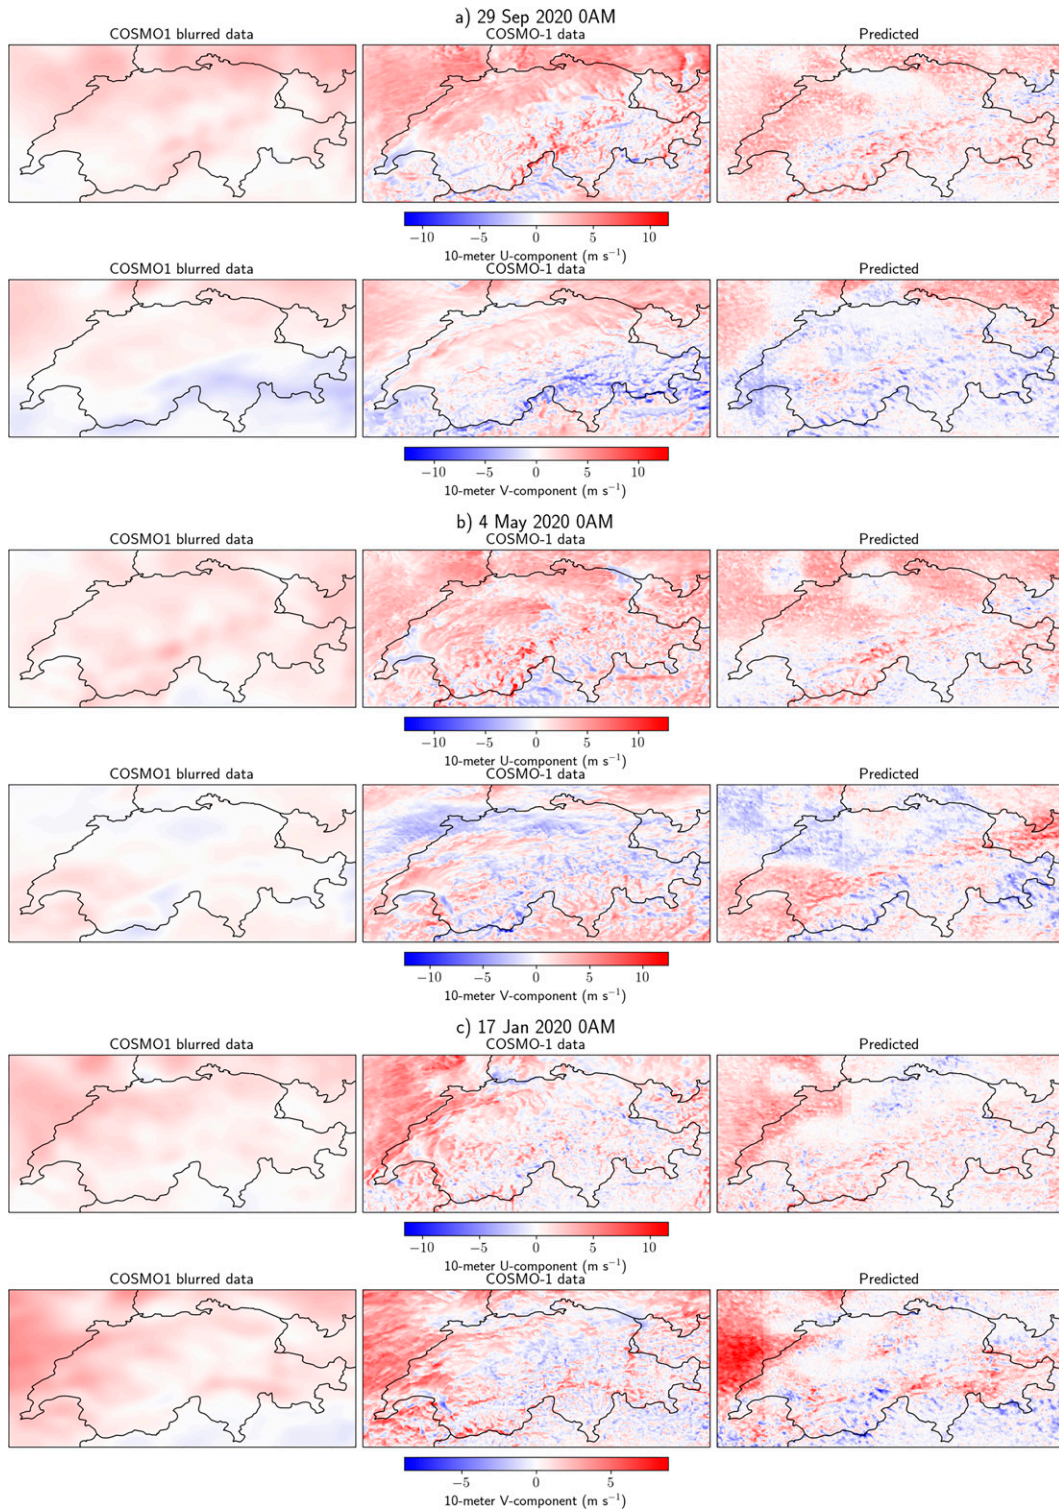 a) 29 Sep 2020 0AM
COSMO1 blurred data COSMO-1 data Predicted
−10 −5 0 5 10
10-meter U-component (m s⁻¹)
COSMO1 blurred data COSMO-1 data Predicted
−10 −5 0 5 10
10-meter V-component (m s⁻¹)
b) 4 May 2020 0AM
COSMO1 blurred data COSMO-1 data Predicted
−10 −5 0 5 10
10-meter U-component (m s⁻¹)
COSMO1 blurred data COSMO-1 data Predicted
−10 −5 0 5 10
10-meter V-component (m s⁻¹)
c) 17 Jan 2020 0AM
COSMO1 blurred data COSMO-1 data Predicted
−10 −5 0 5 10
10-meter U-component (m s⁻¹)
COSMO1 blurred data COSMO-1 data Predicted
−5 0 5
10-meter V-component (m s⁻¹)